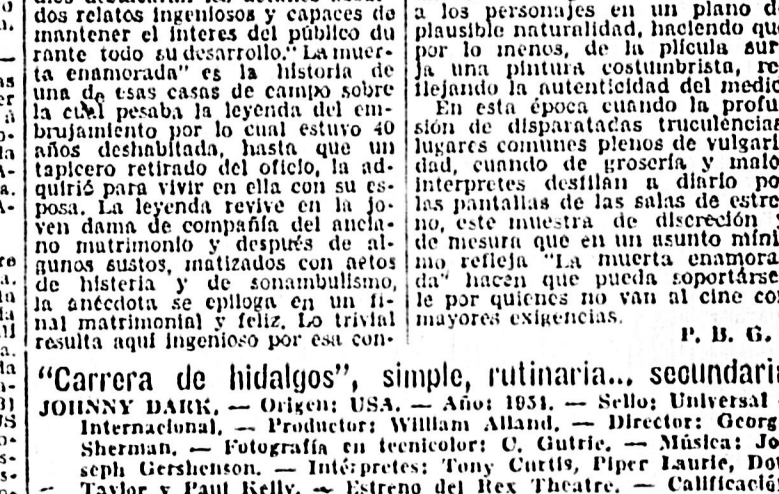 dos relatos ingeniosos y capaces de
mantener el interes del público du
rante todo su desarrollo." La muer-
ta enamorada" es la historia de
una de esas casas de campo sobre
la cual pesaba la leyenda del em-
brujamiento por lo cual estuvo 40
años deshabitada, hasta que un
tapicero retirado del oficio, la ad-
quirió para vivir en ella con su es-
posa. La leyenda revive en la jo-
ven dama de compañía del ancia-
no matrimonio y después de al-
gunos sustos, matizados con actos
de histeria y de sonambulismo,
la anécdota se epiloga en un fi-
nal matrimonial y feliz. Lo trivial
resulta aquí ingenioso por esa con-
a los personajes en un plano de
plausible naturalidad, haciendo qu
por lo menos, de la plícula sur
ja una pintura costumbrista, re
flejando la autenticidad del medio
En esta época cuando la profu
sión de disparatadas truculencias
lugares comunes plenos de vulgari
dad, cuando de grosería y malo
interpretes desfilan a diario po
las pantallas de las salas de estre
no, este muestra de discreción
de mesura que en un asunto míni
mo refleja "La muerta enamora
da" hacen que pueda soportárse
le por quienes no van al cine co
mayores exigencias.
P. B. G.
"Carrera de hidalgos", simple, rutinaria... secundari
JOHNNY DARK. — Origen: USA. — Año: 1954. — Sello: Universal
Internacional. — Productor: William Alland. — Director: Georg
Sherman. — Fotografía en tecnicolor: C. Gutrie. — Música: Jo
seph Gershenson. — Intérpretes: Tony Curtis, Piper Laurie, Do
Taylor y Paul Kelly. — Estreno del Rex Theatre. — Calificació